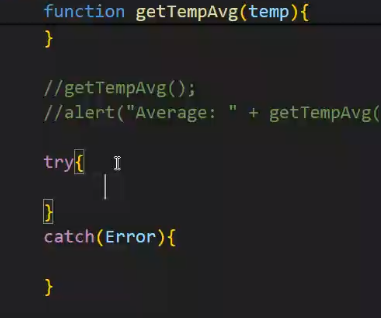 function getTempAvg(temp){
}
//getTempAvg();
//alert("Average: " + getTempAvg(
try{
}
catch(Error){
}